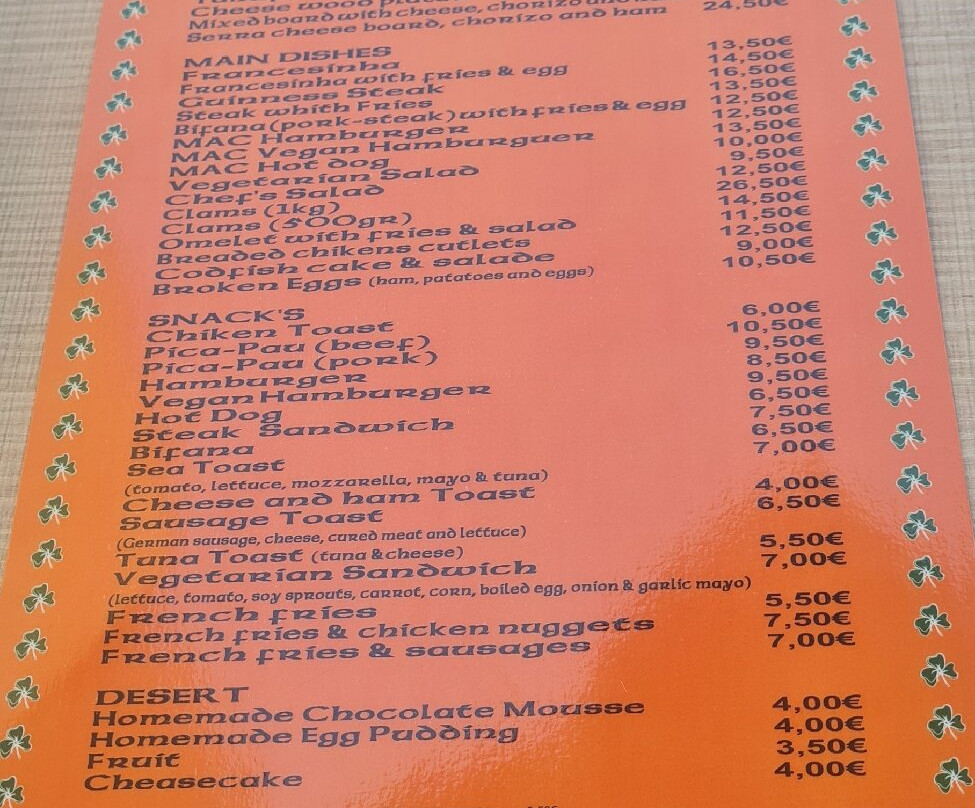 Mixed board with cheese, chorizo and
Serra cheese board, chorizo and ham 24,50€
MAIN DISHES
Francesinha 13,50€
Francesinha with fries & egg 14,50€
Guinness Steak 16,50€
Steak whith Fries 13,50€
Bifana (pork-steak) with fries & egg 12,50€
MAC Hamburger 12,50€
MAC Vegan Hamburguer 13,50€
MAC Hot dog 10,00€
Vegetarian Salad 9,50€
Chef's Salad 12,50€
Clams (1kg) 26,50€
Clams (500gr) 14,50€
Omelet with fries & salad 11,50€
Breaded chikens cutlets 12,50€
Codfish cake & salade 9,00€
Broken Eggs (ham, patatoes and eggs) 10,50€
SNACK'S
Chiken Toast 6,00€
Pica-Pau (beef) 10,50€
Pica-Pau (pork) 9,50€
Hamburger 8,50€
Vegan Hamburger 9,50€
Hot Dog 6,50€
Steak Sandwich 7,50€
Bifana 6,50€
Sea Toast 7,00€
(tomato, lettuce, mozzarella, mayo & tuna)
Cheese and ham Toast 4,00€
Sausage Toast 6,50€
(German sausage, cheese, cured meat and lettuce)
Tuna Toast (tuna & cheese) 5,50€
Vegetarian Sandwich 7,00€
(lettuce, tomato, soy sprouts, carrot, corn, boiled egg, onion & garlic mayo)
French fries 5,50€
French fries & chicken nuggets 7,50€
French fries & sausages 7,00€
DESERT
Homemade Chocolate Mousse 4,00€
Homemade Egg Pudding 4,00€
Fruit 3,50€
Cheasecake 4,00€